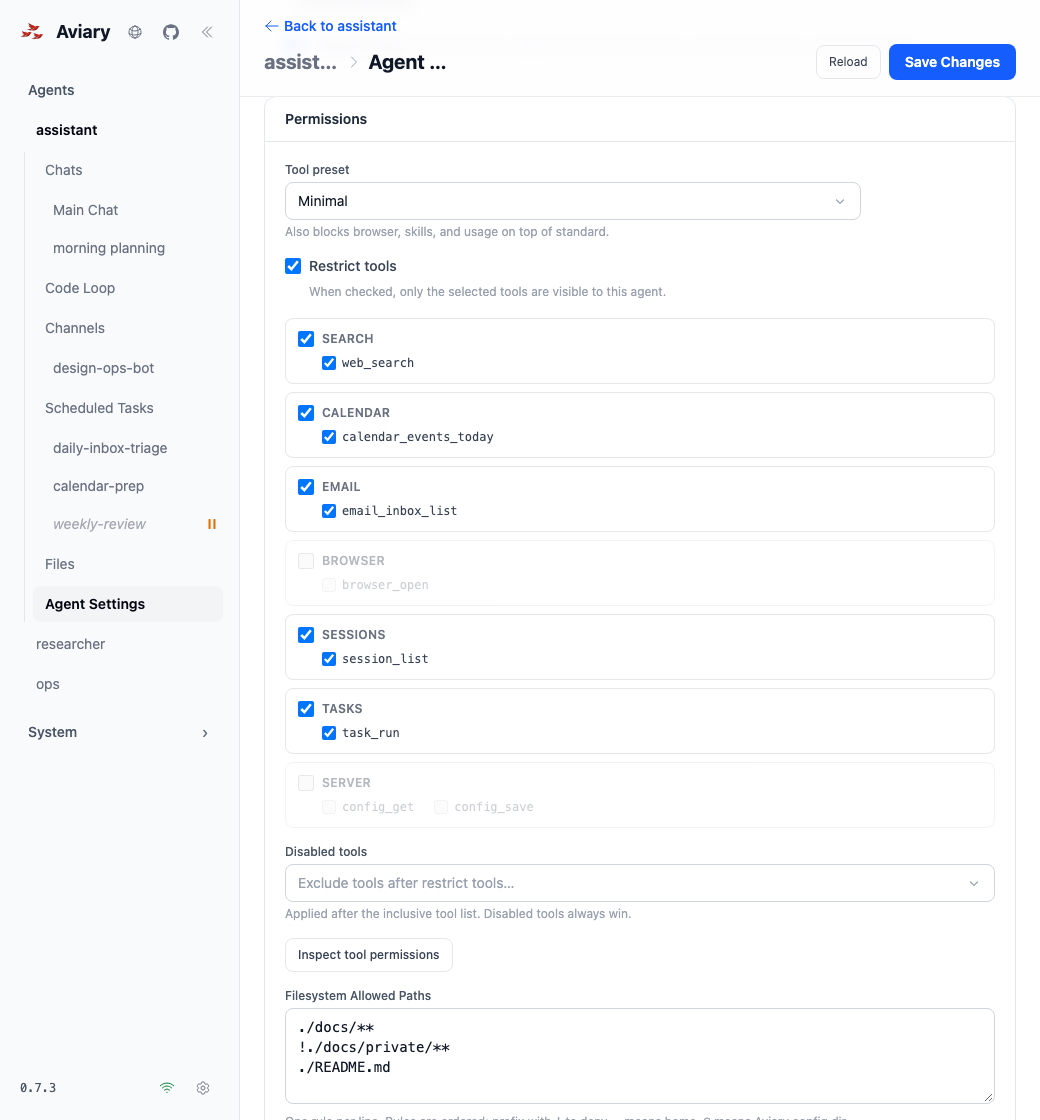 Aviary
Agents
assistant
Chats
Main Chat
morning planning
Code Loop
Channels
design-ops-bot
Scheduled Tasks
daily-inbox-triage
calendar-prep
weekly-review
Files
Agent Settings
researcher
ops
System
0.7.3
Back to assistant
assist... Agent ...
Reload
Save Changes
Permissions
Tool preset
Minimal
Also blocks browser, skills, and usage on top of standard.
Restrict tools
When checked, only the selected tools are visible to this agent.
SEARCH
web_search
CALENDAR
calendar_events_today
EMAIL
email_inbox_list
BROWSER
browser_open
SESSIONS
session_list
TASKS
task_run
SERVER
config_get config_save
Disabled tools
Exclude tools after restrict tools...
Applied after the inclusive tool list. Disabled tools always win.
Inspect tool permissions
Filesystem Allowed Paths
./docs/**
!./docs/private/**
./README.md